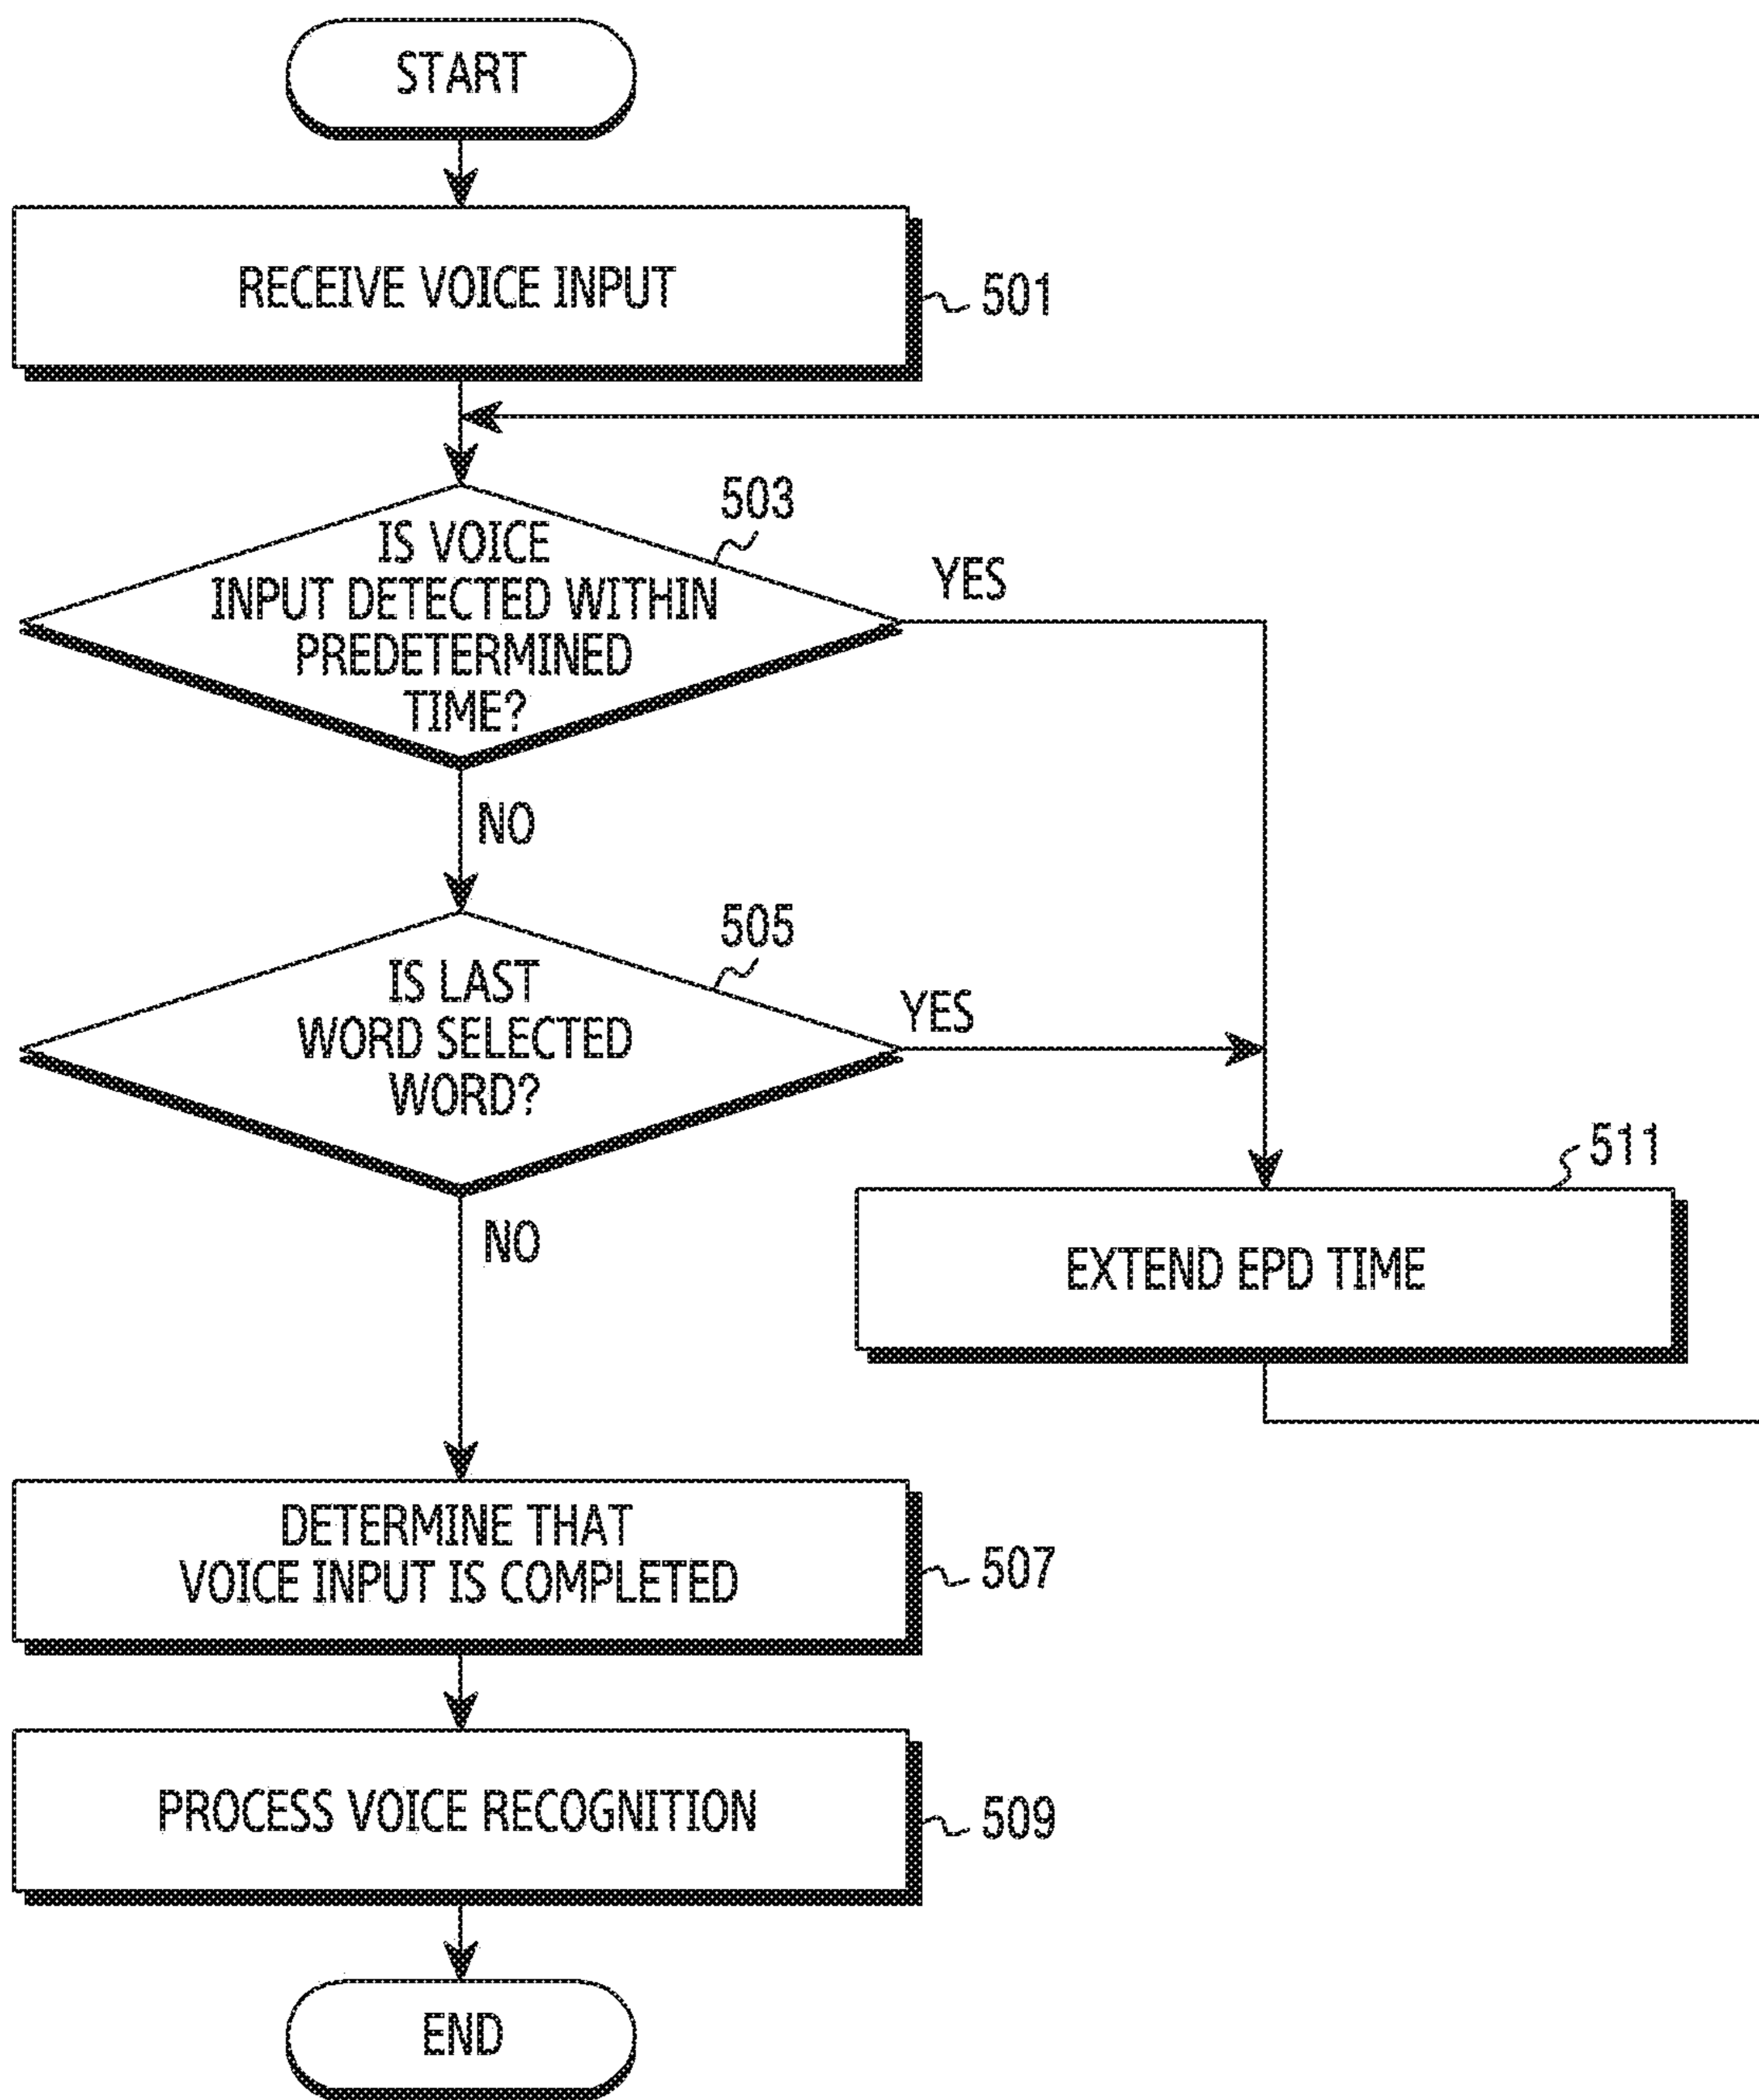 START
RECEIVE VOICE INPUT
501
503
IS VOICE
INPUT DETECTED WITHIN
PREDETERMINED
TIME?
YES
NO
505
IS LAST
WORD SELECTED
WORD?
YES
NO
511
EXTEND EPD TIME
DETERMINE THAT
VOICE INPUT IS COMPLETED
507
PROCESS VOICE RECOGNITION
509
END